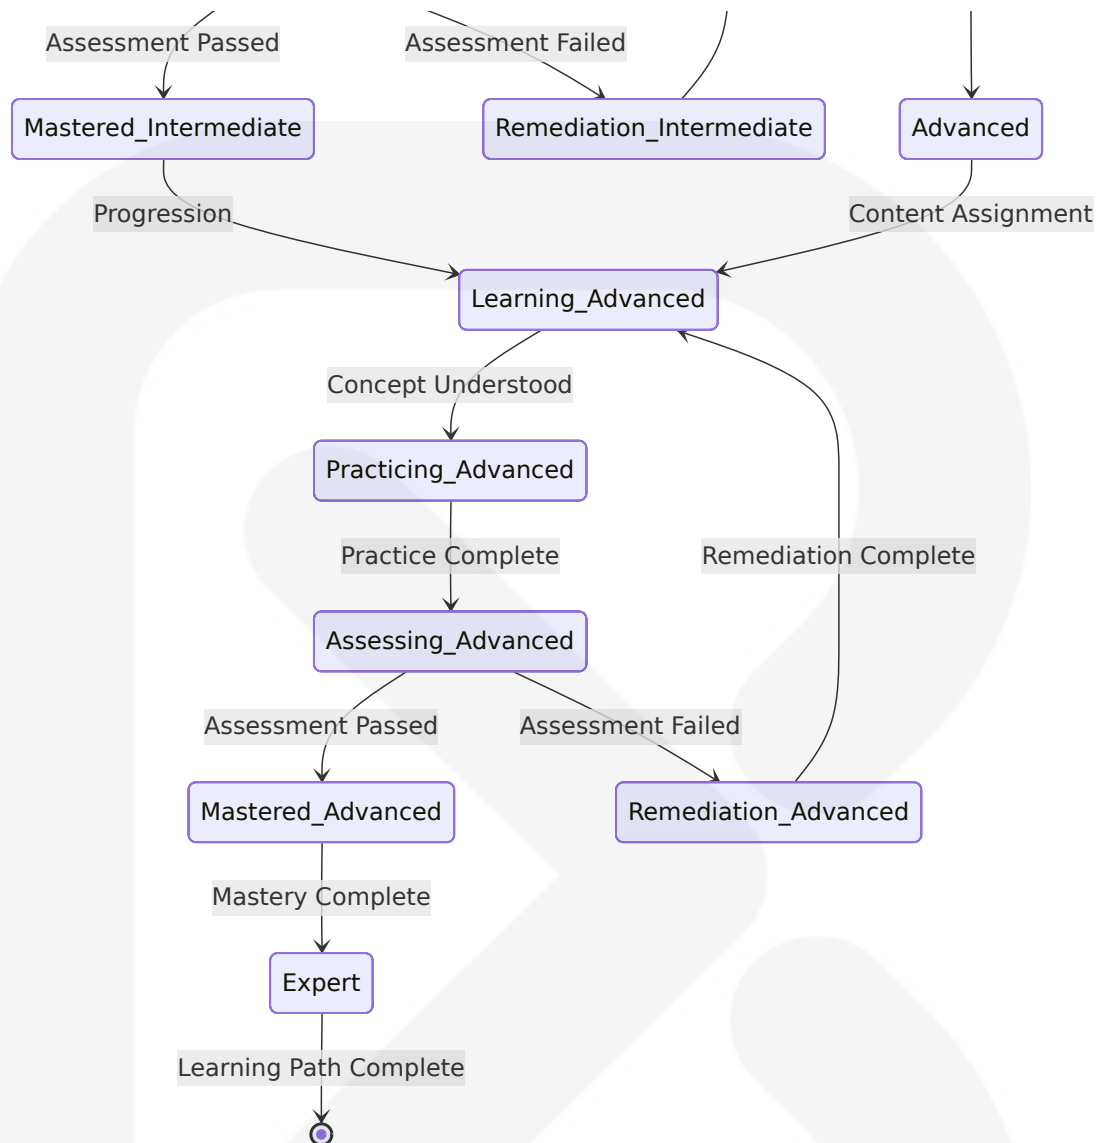 Assessment Passed
Assessment Failed
Mastered_Intermediate
Remediation_Intermediate
Advanced
Progression
Content Assignment
Learning_Advanced
Concept Understood
Practicing_Advanced
Practice Complete
Remediation Complete
Assessing_Advanced
Assessment Passed
Assessment Failed
Mastered_Advanced
Remediation_Advanced
Mastery Complete
Expert
Learning Path Complete